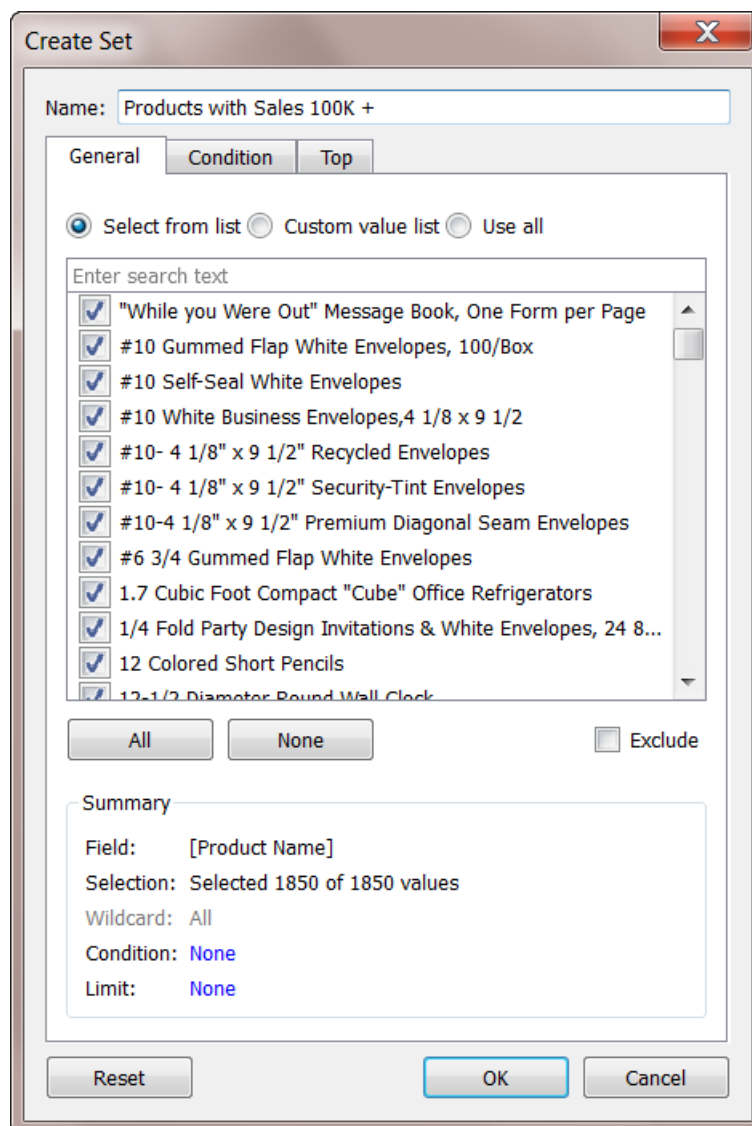 Create Set
Name: Products with Sales 100K +
General Condition Top
Select from list Custom value list Use all
Enter search text
"While you Were Out" Message Book, One Form per Page
#10 Gummed Flap White Envelopes, 100/Box
#10 Self-Seal White Envelopes
#10 White Business Envelopes,4 1/8 x 9 1/2
#10- 4 1/8" x 9 1/2" Recycled Envelopes
#10- 4 1/8" x 9 1/2" Security-Tint Envelopes
#10-4 1/8" x 9 1/2" Premium Diagonal Seam Envelopes
#6 3/4 Gummed Flap White Envelopes
1.7 Cubic Foot Compact "Cube" Office Refrigerators
1/4 Fold Party Design Invitations & White Envelopes, 24 8...
12 Colored Short Pencils
12-1/2 Diameter Round Wall Clock
All None Exclude
Summary
Field: [Product Name]
Selection: Selected 1850 of 1850 values
Wildcard: All
Condition: None
Limit: None
Reset OK Cancel